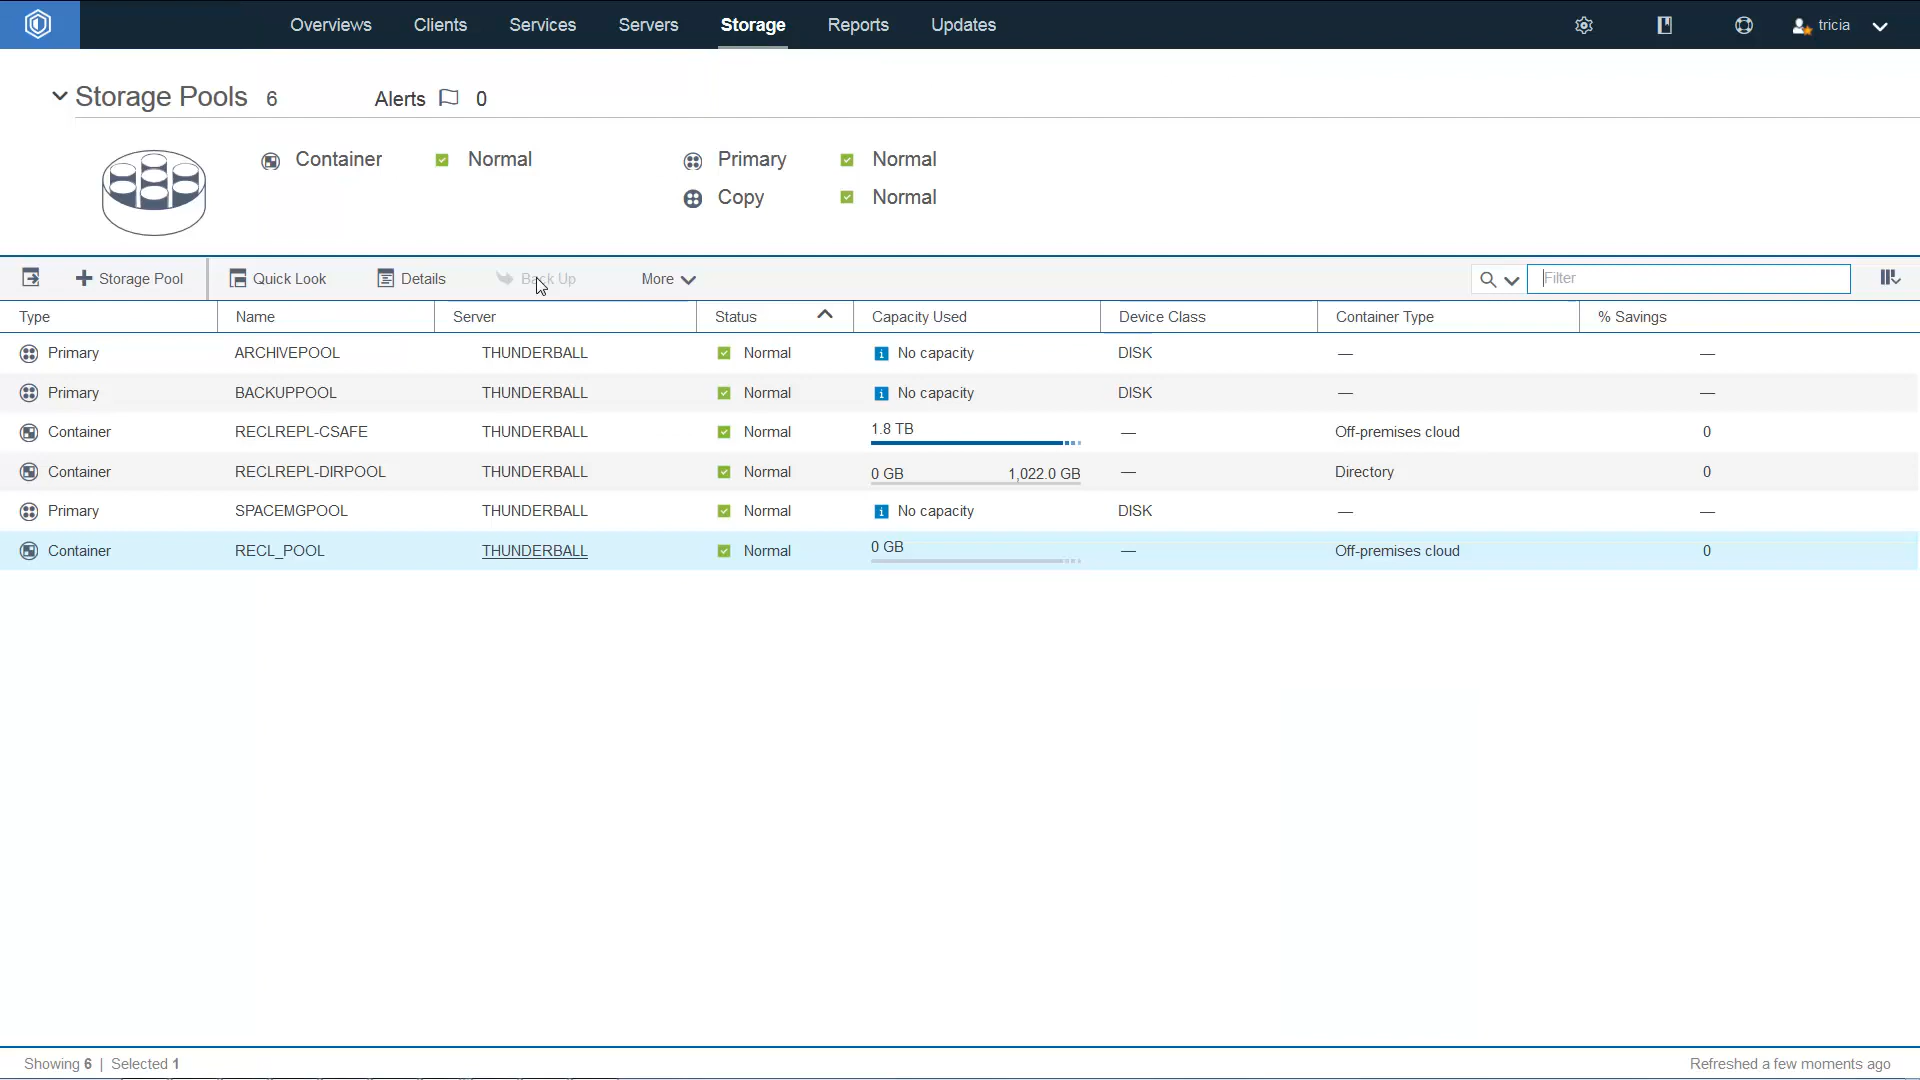 Overviews Clients Services Servers Storage Reports Updates tricia
Storage Pools 6 Alerts 0
Container Normal Primary Normal
Copy Normal
Storage Pool Quick Look Details Back Up More Filter
Type Name Server Status Capacity Used Device Class Container Type % Savings
Primary ARCHIVEPOOL THUNDERBALL Normal No capacity DISK — —
Primary BACKUPPOOL THUNDERBALL Normal No capacity DISK — —
Container RECLREPL-CSAFE THUNDERBALL Normal 1.8 TB — Off-premises cloud 0
Container RECLREPL-DIRPOOL THUNDERBALL Normal 0 GB 1,022.0 GB — Directory 0
Primary SPACEMGPOOL THUNDERBALL Normal No capacity DISK — —
Container RECL_POOL THUNDERBALL Normal 0 GB — Off-premises cloud 0
Showing 6 | Selected 1 Refreshed a few moments ago